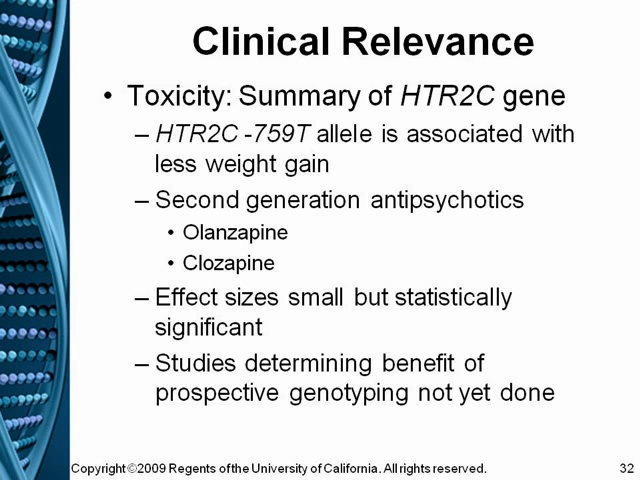 Clinical Relevance
• Toxicity: Summary of HTR2C gene
– HTR2C -759T allele is associated with
less weight gain
– Second generation antipsychotics
• Olanzapine
• Clozapine
– Effect sizes small but statistically
significant
– Studies determining benefit of
prospective genotyping not yet done
Copyright ©2009 Regents of the University of California. All rights reserved. 32